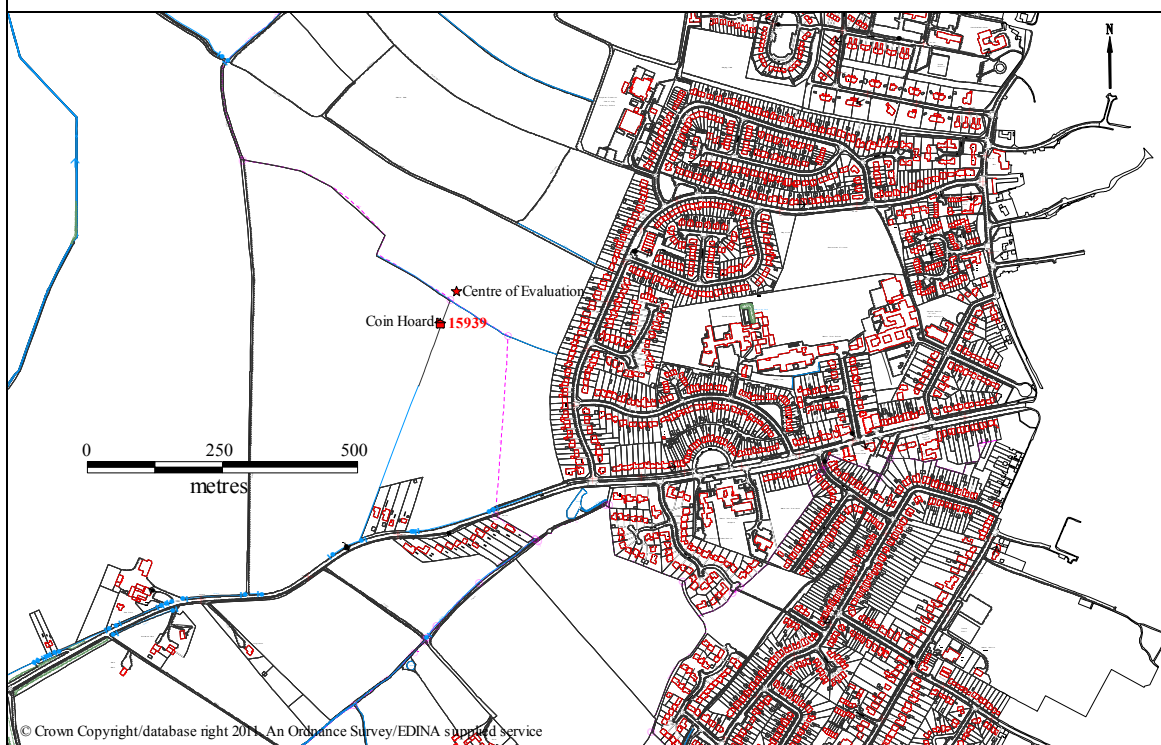 N
Centre of Evaluation
Coin Hoard 15939
0 250 500
metres
© Crown Copyright/database right 2011. An Ordnance Survey/EDINA supplied service